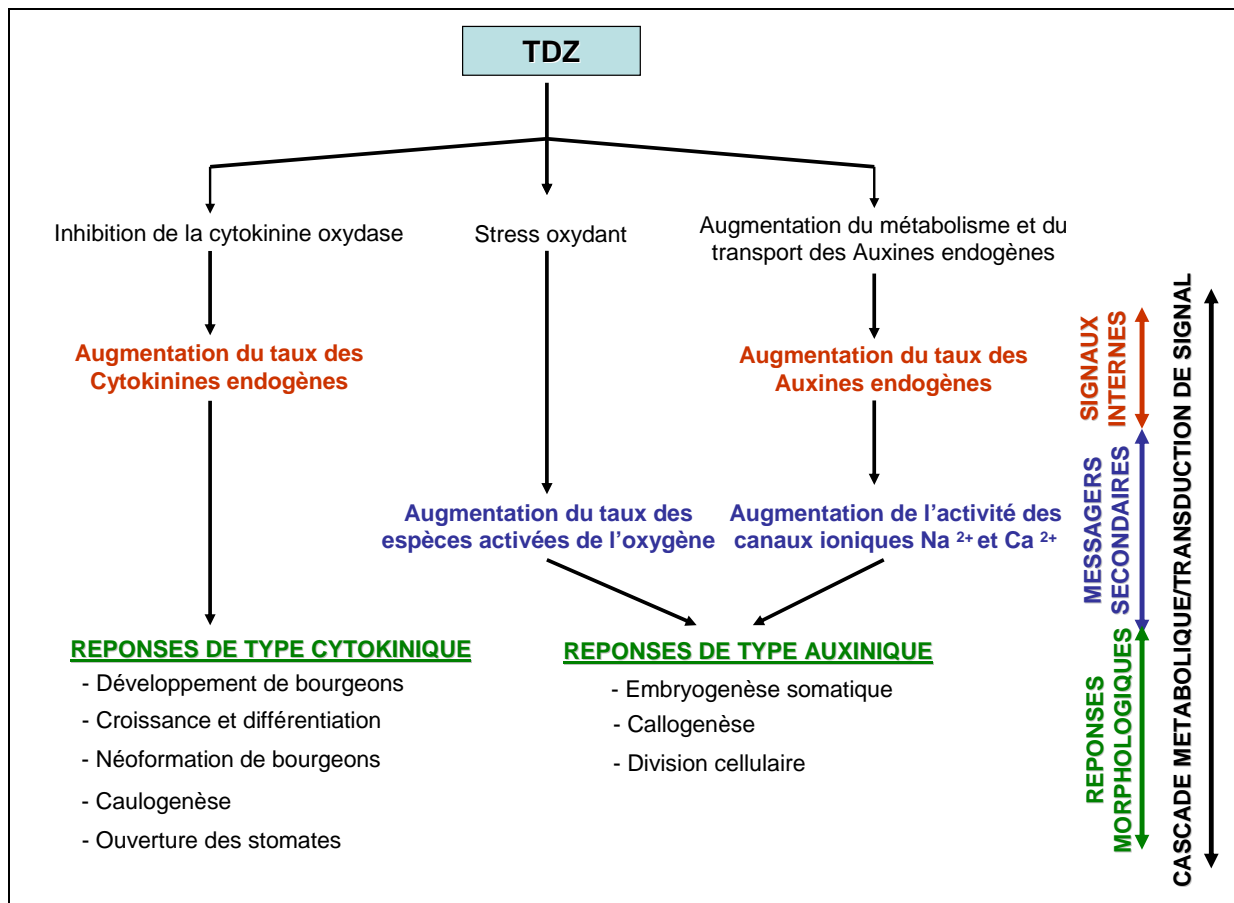 TDZ
Inhibition de la cytokinine oxydase
Stress oxydant
Augmentation du métabolisme et du
transport des Auxines endogènes
Augmentation du taux des
Cytokinines endogènes
Augmentation du taux des
Auxines endogènes
Augmentation du taux des
espèces activées de l'oxygène
Augmentation de l'activité des
canaux ioniques Na 2+ et Ca 2+
REPONSES DE TYPE CYTOKINIQUE
- Développement de bourgeons
- Croissance et différentiation
- Néoformation de bourgeons
- Caulogenèse
- Ouverture des stomates
REPONSES DE TYPE AUXINIQUE
- Embryogenèse somatique
- Callogenèse
- Division cellulaire
SIGNAUX
INTERNES
MESSAGERS
SECONDAIRES
REPONSES
MORPHOLOGIQUES
CASCADE METABOLIQUE/TRANSDUCTION DE SIGNAL